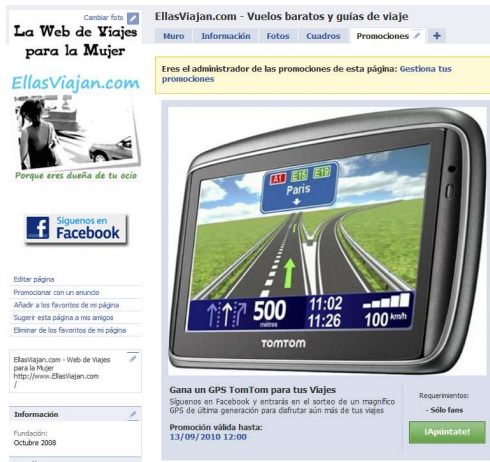 Cambiar foto
La Web de Viajes
para la Mujer
EllasViajan.com
Porque eres dueña de tu ocio
Síguenos en
Facebook
Editar página
Promocionar con un anuncio
Añadir a los favoritos de mi página
Sugerir esta página a mis amigos
Eliminar de los favoritos de mi página
EllasViajan.com - Web de Viajes
para la Mujer
http://www.EllasViajan.com
/
Información
Fundación:
Octubre 2008
EllasViajan.com - Vuelos baratos y guías de viaje
Muro Información Fotos Cuadros Promociones +
Eres el administrador de las promociones de esta página: Gestiona tus
promociones
A1 E15 E19
Paris
500
mètres
11:02
11:26
100 km/h
TOMTOM
Gana un GPS TomTom para tus Viajes
Síguenos en Facebook y entrarás en el sorteo de un magnífico
GPS de última generación para disfrutar aún más de tus viajes
Promoción válida hasta:
13/09/2010 12:00
Requerimientos:
- Sólo fans
¡Apúntate!